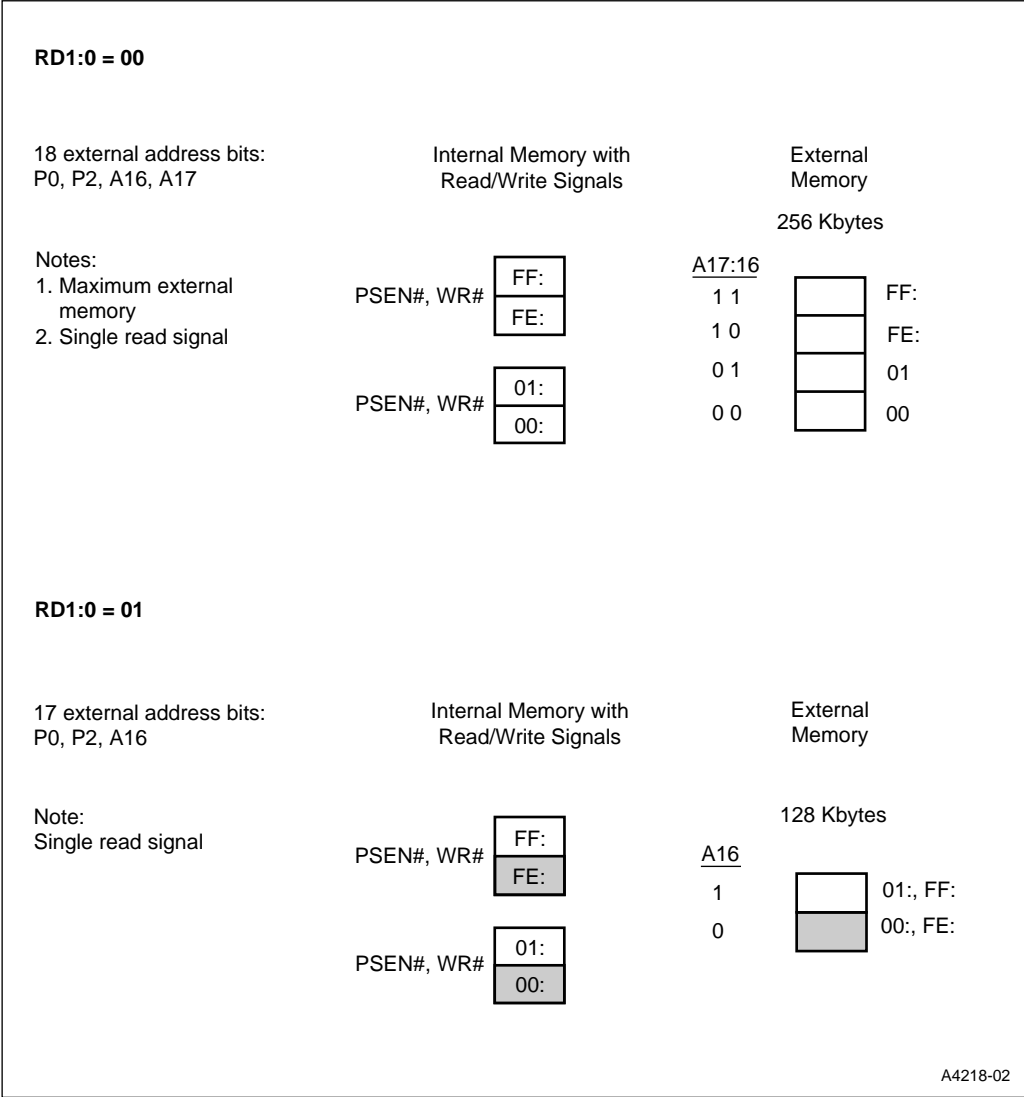 RD1:0 = 00
18 external address bits:
P0, P2, A16, A17
Internal Memory with
Read/Write Signals
External
Memory
256 Kbytes
Notes:
1. Maximum external
memory
2. Single read signal
PSEN#, WR#
FF:
FE:
PSEN#, WR#
01:
00:
A17:16
1 1
1 0
0 1
0 0
FF:
FE:
01
00
RD1:0 = 01
17 external address bits:
P0, P2, A16
Internal Memory with
Read/Write Signals
External
Memory
128 Kbytes
Note:
Single read signal
PSEN#, WR#
FF:
FE:
PSEN#, WR#
01:
00:
A16
1
0
01:, FF:
00:, FE:
A4218-02